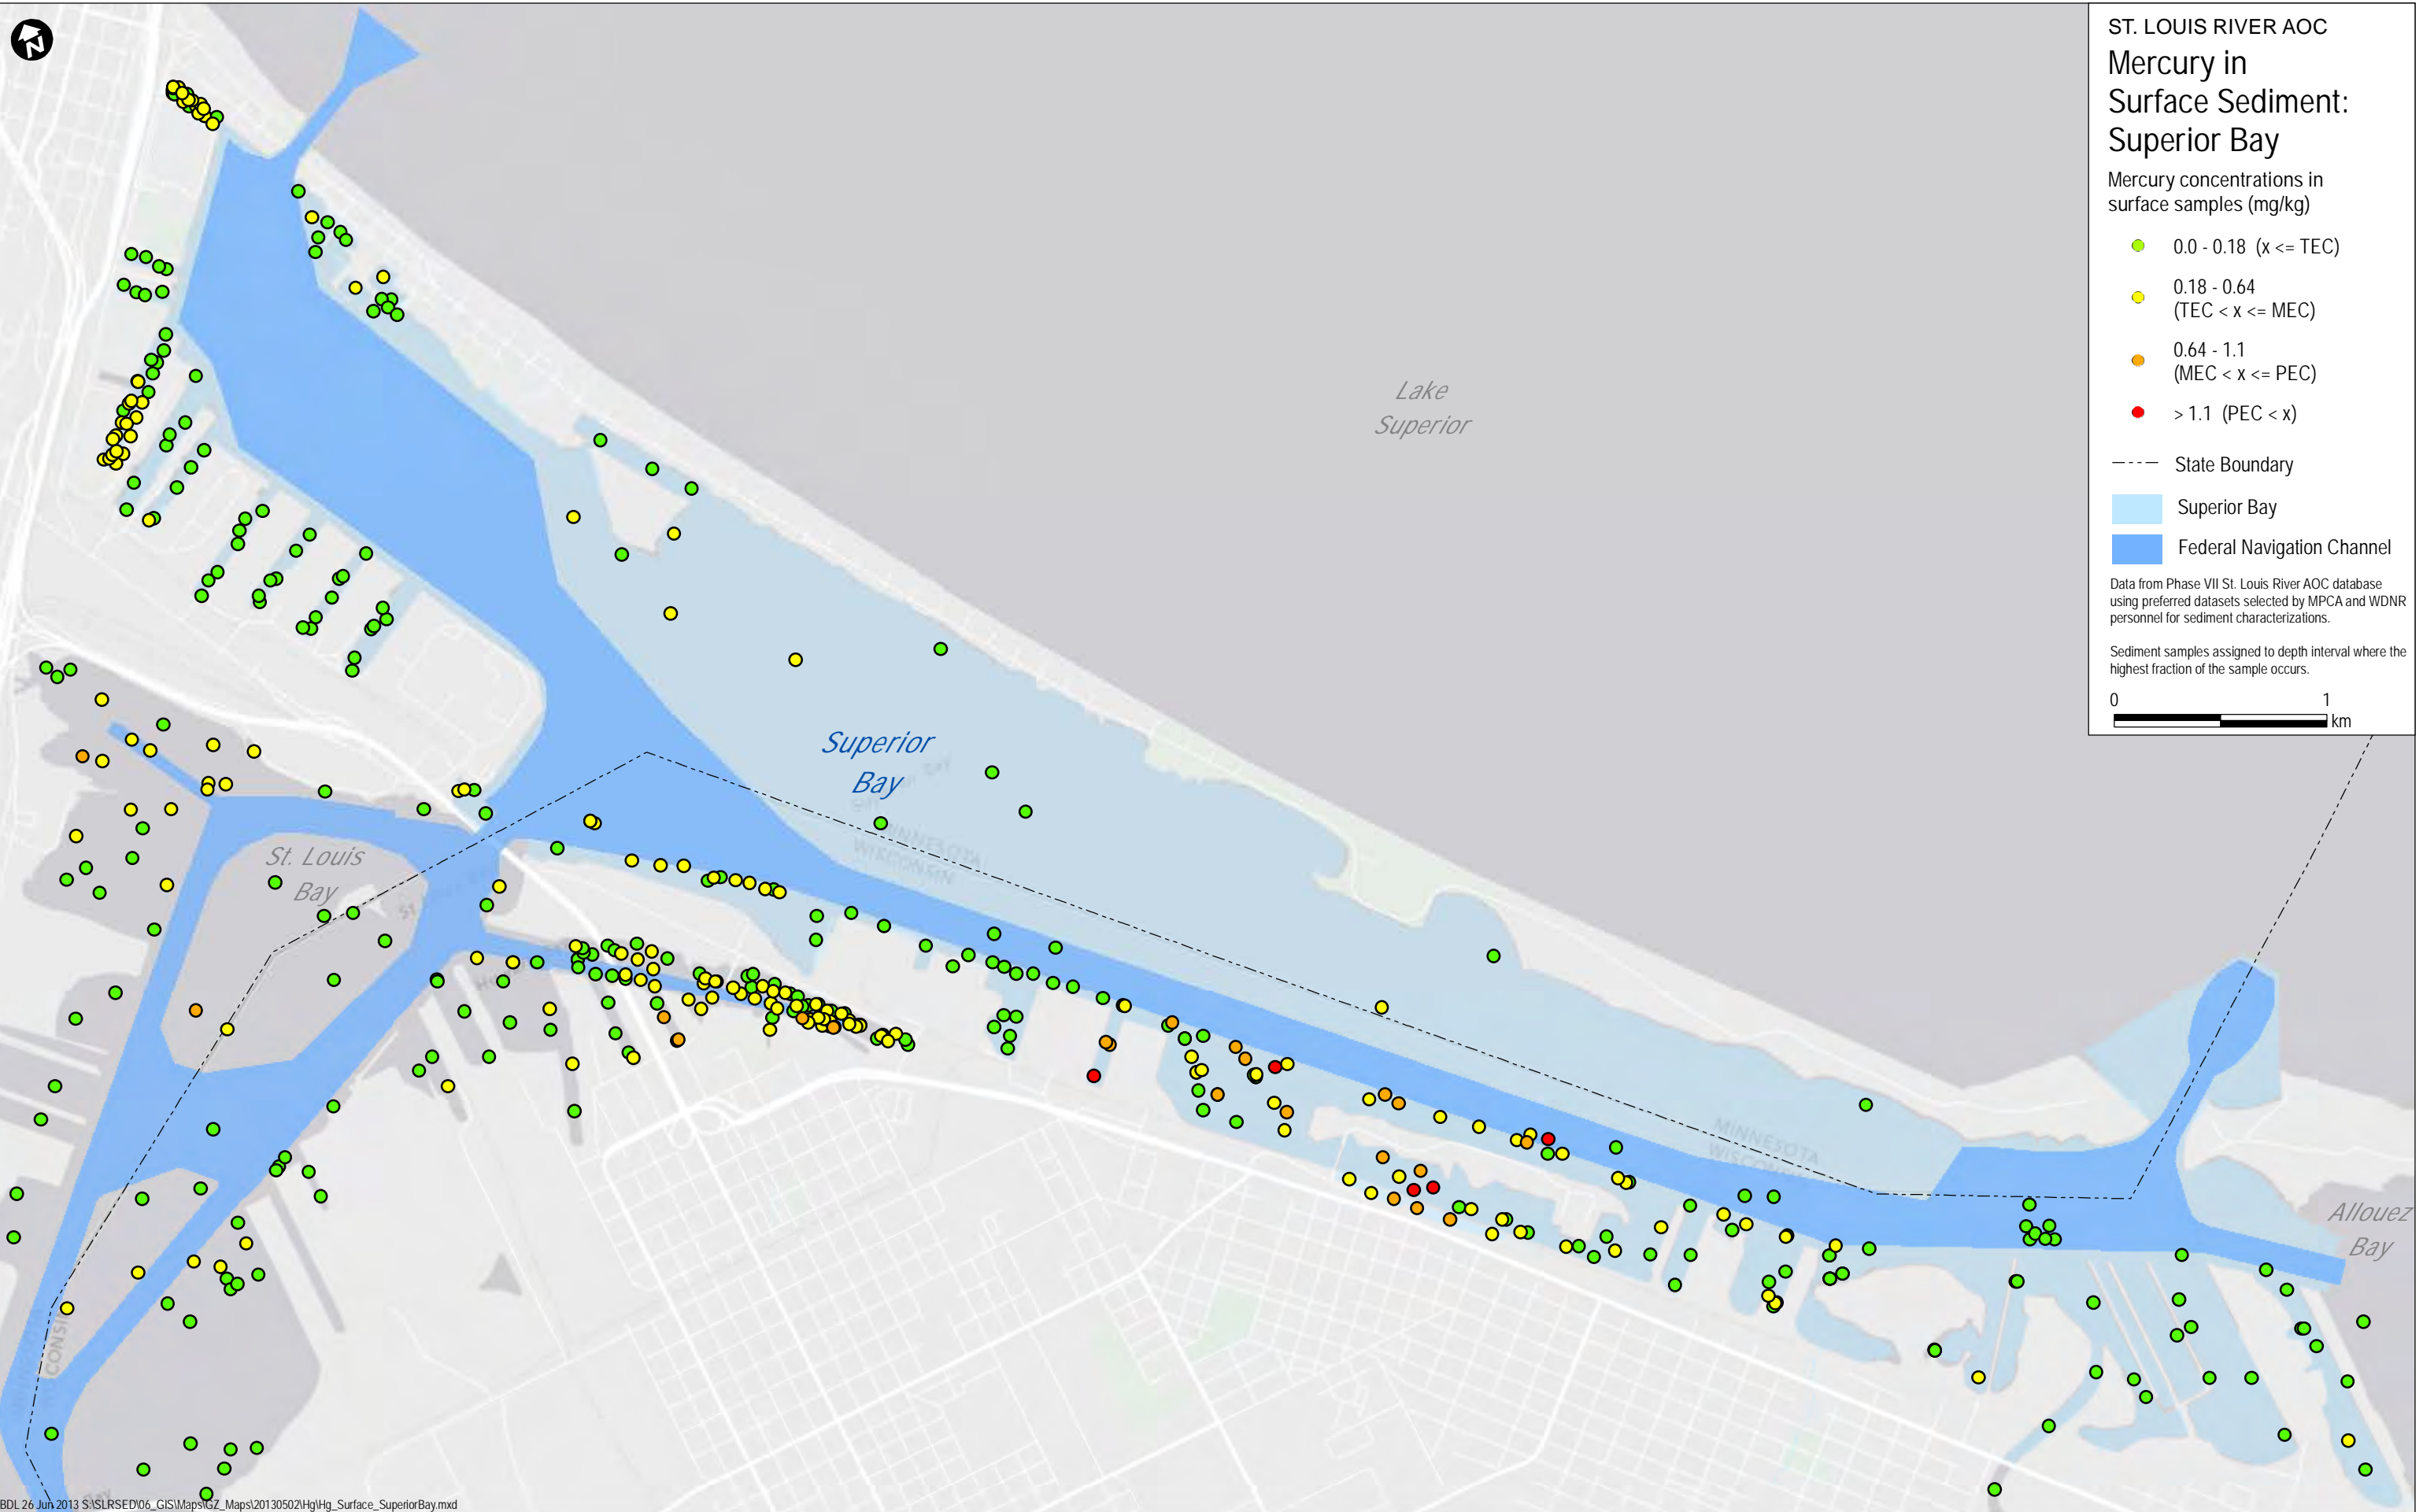 N
ST. LOUIS RIVER AOC
Mercury in
Surface Sediment:
Superior Bay
Mercury concentrations in
surface samples (mg/kg)
0.0 - 0.18 (x <= TEC)
0.18 - 0.64
(TEC < x <= MEC)
0.64 - 1.1
(MEC < x <= PEC)
> 1.1 (PEC < x)
State Boundary
Superior Bay
Federal Navigation Channel
Data from Phase VII St. Louis River AOC database
using preferred datasets selected by MPCA and WDNR
personnel for sediment characterizations.
Sediment samples assigned to depth interval where the
highest fraction of the sample occurs.
0 1
km
Lake
Superior
Superior
Bay
MINNESOTA
WISCONSIN
St. Louis
Bay
MINNESOTA
WISCONSIN
Allouez
Bay
Bay
BDL 26 Jun 2013 S:\SLRSED\06_GIS\Maps\GZ_Maps\20130502\Hg\Hg_Surface_SuperiorBay.mxd